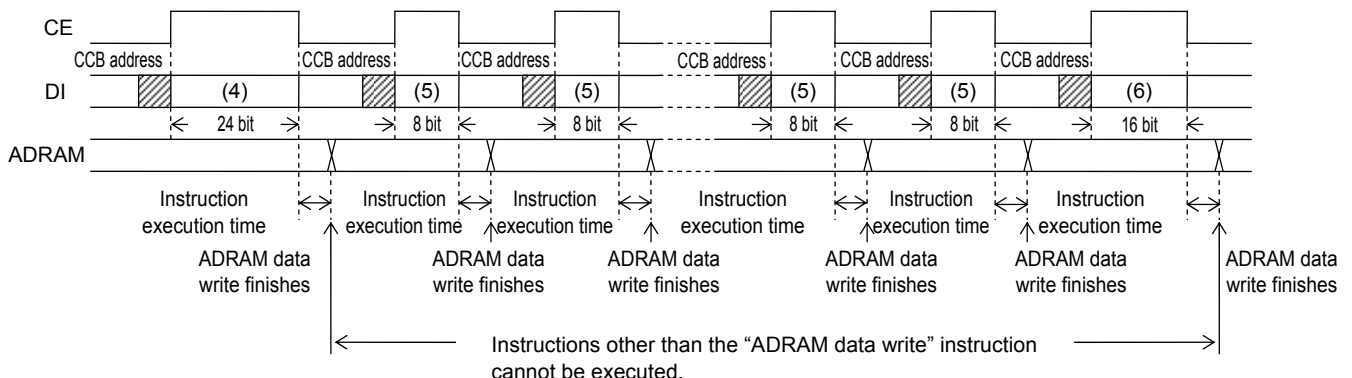 CE
CCB address CCB address CCB address CCB address CCB address CCB address
DI (4) (5) (5) (5) (5) (6)
24 bit 8 bit 8 bit 8 bit 8 bit 16 bit
ADRAM
Instruction Instruction Instruction Instruction Instruction Instruction
execution time execution time execution time execution time execution time execution time
ADRAM data ADRAM data ADRAM data ADRAM data ADRAM data ADRAM data
write finishes write finishes write finishes write finishes write finishes write finishes
Instructions other than the “ADRAM data write” instruction
cannot be executed.